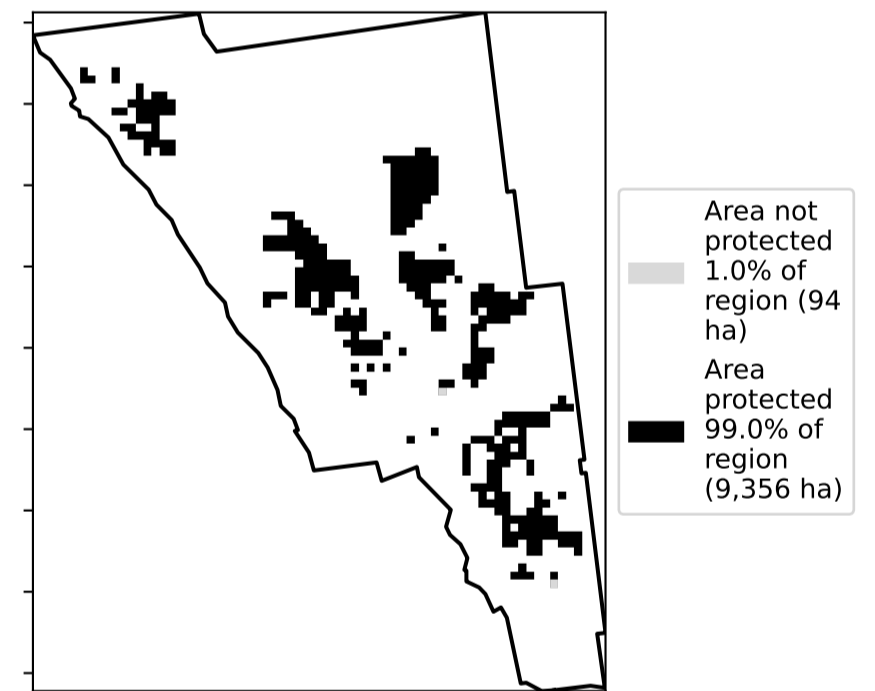 Area not
protected
1.0% of
region (94
ha)
Area
protected
99.0% of
region
(9,356 ha)